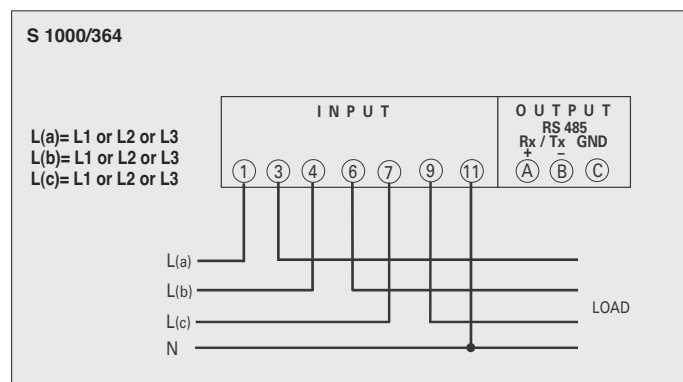 S 1000/364
INPUT
OUTPUT
RS 485
Rx / Tx GND
+ –
L(a)= L1 or L2 or L3
L(b)= L1 or L2 or L3
L(c)= L1 or L2 or L3
1 3 4 6 7 9 11 A B C
L(a)
L(b)
L(c)
LOAD
N